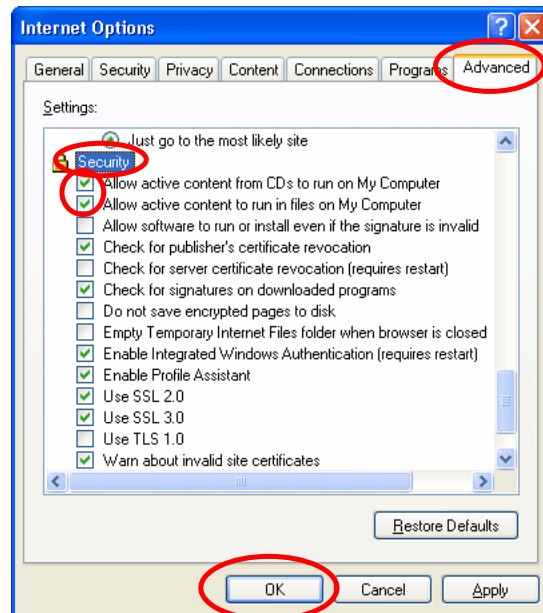 Internet Options
General Security Privacy Content Connections Programs Advanced
Settings:
Just go to the most likely site
Security
Allow active content from CDs to run on My Computer
Allow active content to run in files on My Computer
Allow software to run or install even if the signature is invalid
Check for publisher's certificate revocation
Check for server certificate revocation (requires restart)
Check for signatures on downloaded programs
Do not save encrypted pages to disk
Empty Temporary Internet Files folder when browser is closed
Enable Integrated Windows Authentication (requires restart)
Enable Profile Assistant
Use SSL 2.0
Use SSL 3.0
Use TLS 1.0
Warn about invalid site certificates
Restore Defaults
OK Cancel Apply